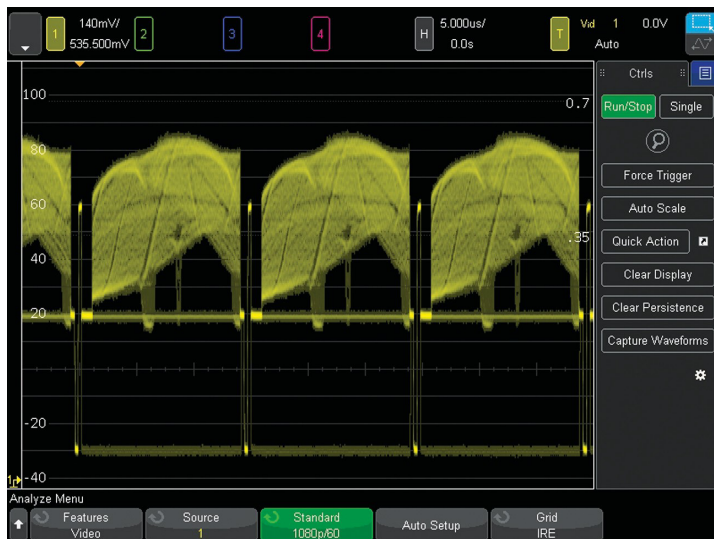 1
140mV/
535.500mV
2
3
4
H
5.000us/
0.0s
T
Vid 1 0.0V
Auto
Ctrls
Run/Stop
Single
Force Trigger
Auto Scale
Quick Action
Clear Display
Clear Persistence
Capture Waveforms
100
0.7
80
60
.35
40
20
-20
-40
1
Analyze Menu
Features
Video
Source
1
Standard
1080p/60
Auto Setup
Grid
IRE